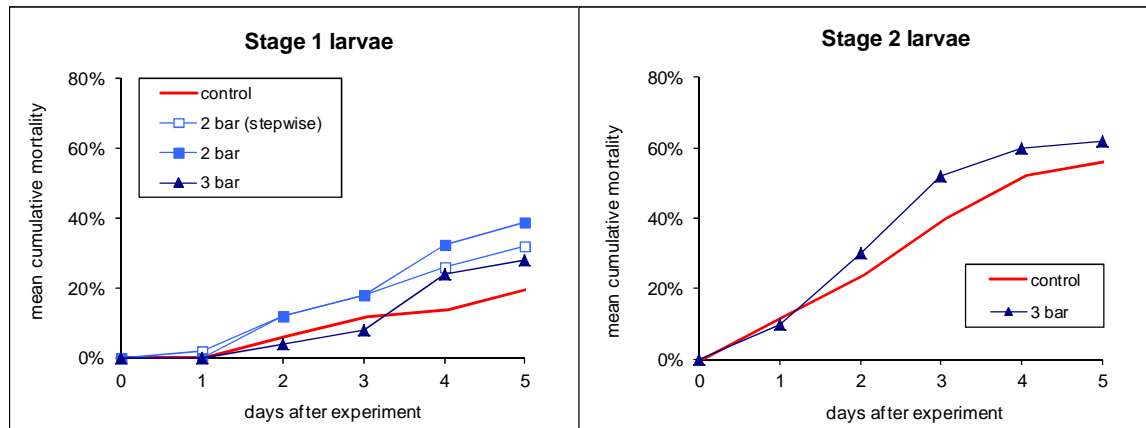 Stage 1 larvae
mean cumulative mortality
80%
60%
40%
20%
0%
control
2 bar (stepwise)
2 bar
3 bar
0 1 2 3 4 5
days after experiment
Stage 2 larvae
mean cumulative mortality
80%
60%
40%
20%
0%
control
3 bar
0 1 2 3 4 5
days after experiment